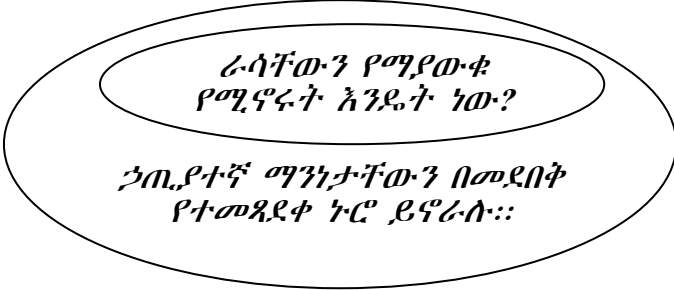 ራሳቸውን የማያውቁ
የሚኖሩት እንዴት ነው?
ኃጢያተኛ ማንነታቸውን በመደበቅ
የተመጻደቀ ኑሮ ይኖራሉ፡፡